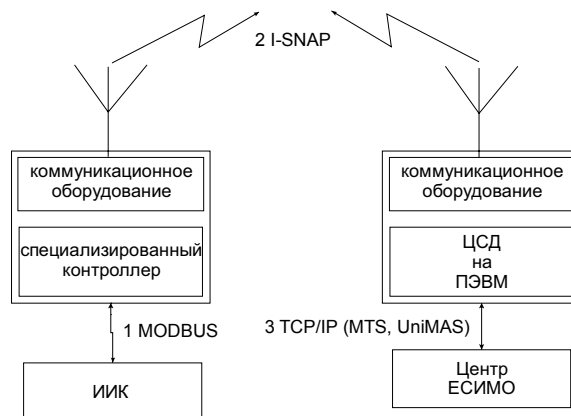 2 I-SNAP
коммуникационное
оборудование
специализированный
контроллер
1 MODBUS
ИИК
коммуникационное
оборудование
ЦСД
на
ПЭВМ
3 TCP/IP (MTS, UniMAS)
Центр
ЕСИМО